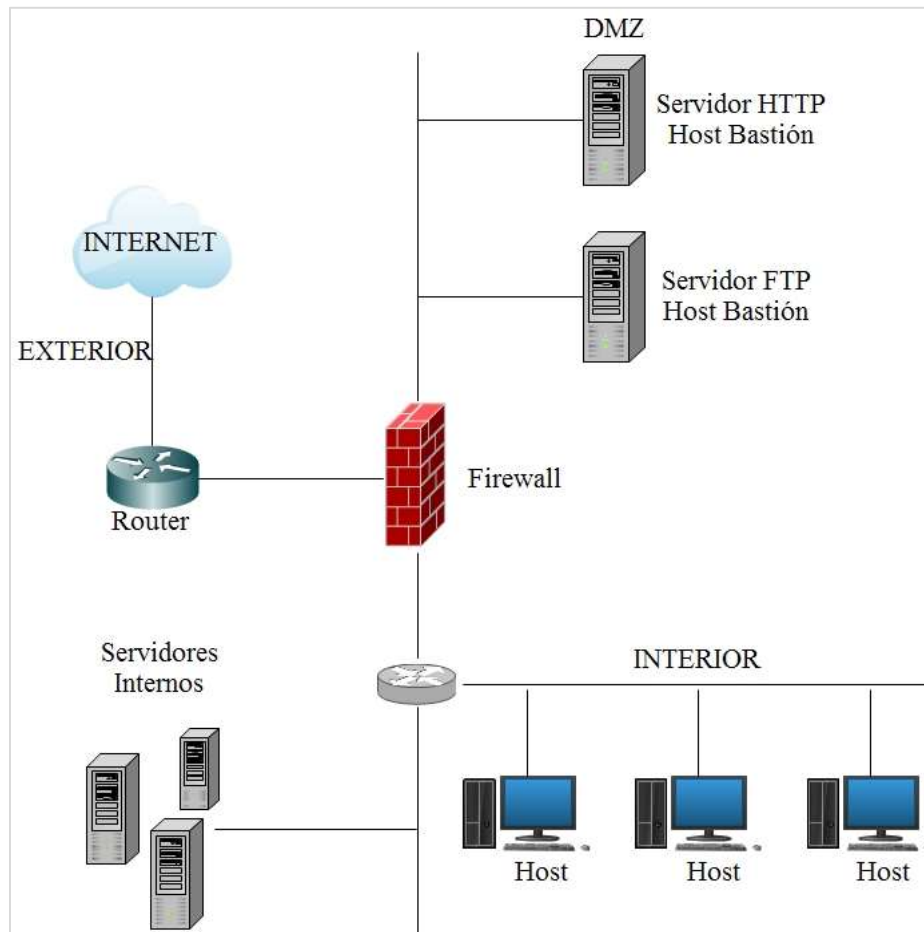 DMZ
Servidor HTTP
Host Bastión
INTERNET
Servidor FTP
Host Bastión
EXTERIOR
Firewall
Router
Servidores
Internos
INTERIOR
Host
Host
Host